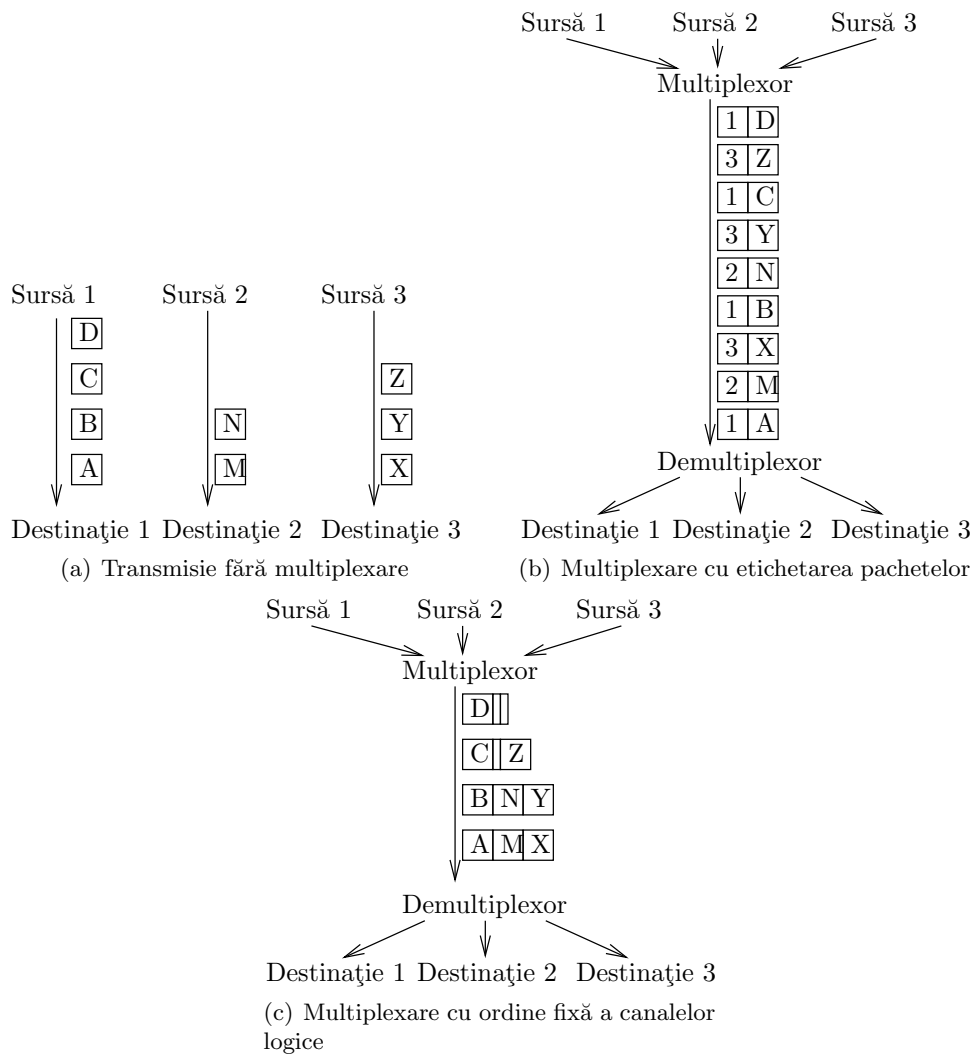 Sursă 1 Sursă 2 Sursă 3
D
C
Z
B N Y
A M X
Destinaţie 1 Destinaţie 2 Destinaţie 3
(a) Transmisie fără multiplexare
Sursă 1 Sursă 2 Sursă 3
Multiplexor
1 D
3 Z
1 C
3 Y
2 N
1 B
3 X
2 M
1 A
Demultiplexor
Destinaţie 1 Destinaţie 2 Destinaţie 3
(b) Multiplexare cu etichetarea pachetelor
Sursă 1 Sursă 2 Sursă 3
Multiplexor
D
C Z
B N Y
A M X
Demultiplexor
Destinaţie 1 Destinaţie 2 Destinaţie 3
(c) Multiplexare cu ordine fixă a canalelor
logice